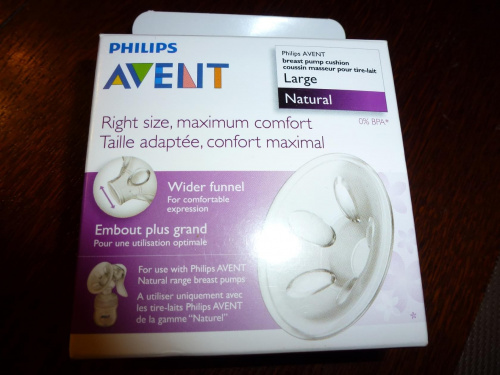 PHILIPS
AVENT
Philips AVENT
breast pump cushion
coussin masseur pour tire-lait
Large
Natural
0% BPA*
Right size, maximum comfort
Taille adaptée, confort maximal
Wider funnel
For comfortable
expression
Embout plus grand
Pour une utilisation optimale
For use with Philips AVENT
Natural range breast pumps
A utiliser uniquement avec
les tire-laits Philips AVENT
de la gamme "Naturel"